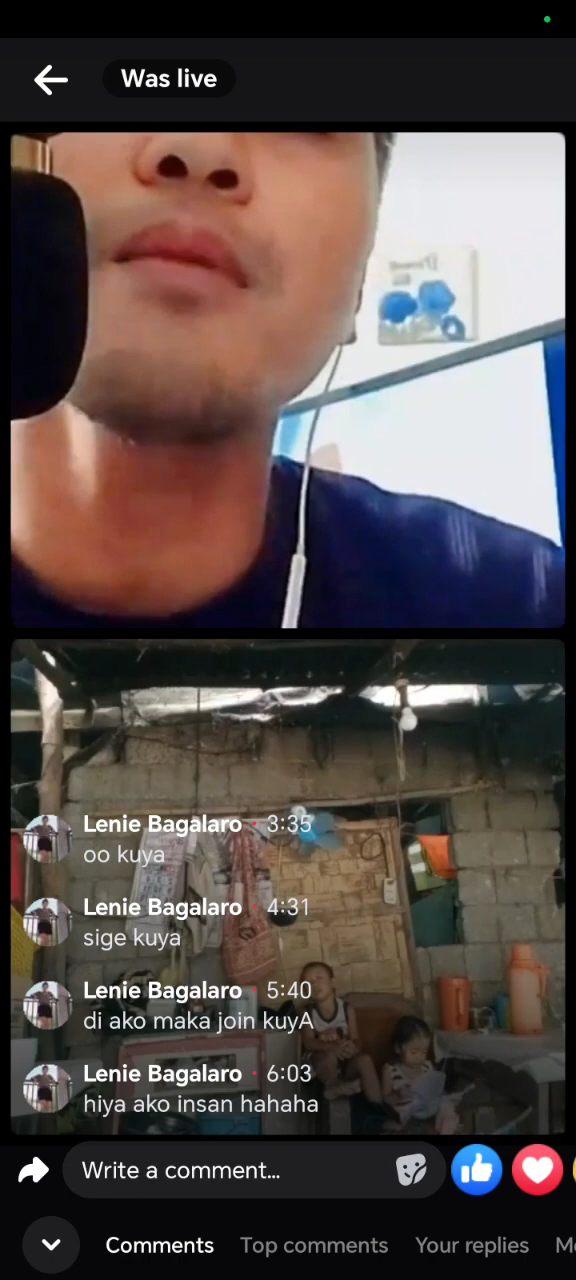 Was live
Lenie Bagalaro · 3:35
oo kuya
Lenie Bagalaro · 4:31
sige kuya
Lenie Bagalaro · 5:40
di ako maka join kuyA
Lenie Bagalaro · 6:03
hiya ako insan hahaha
Write a comment...
Comments Top comments Your replies